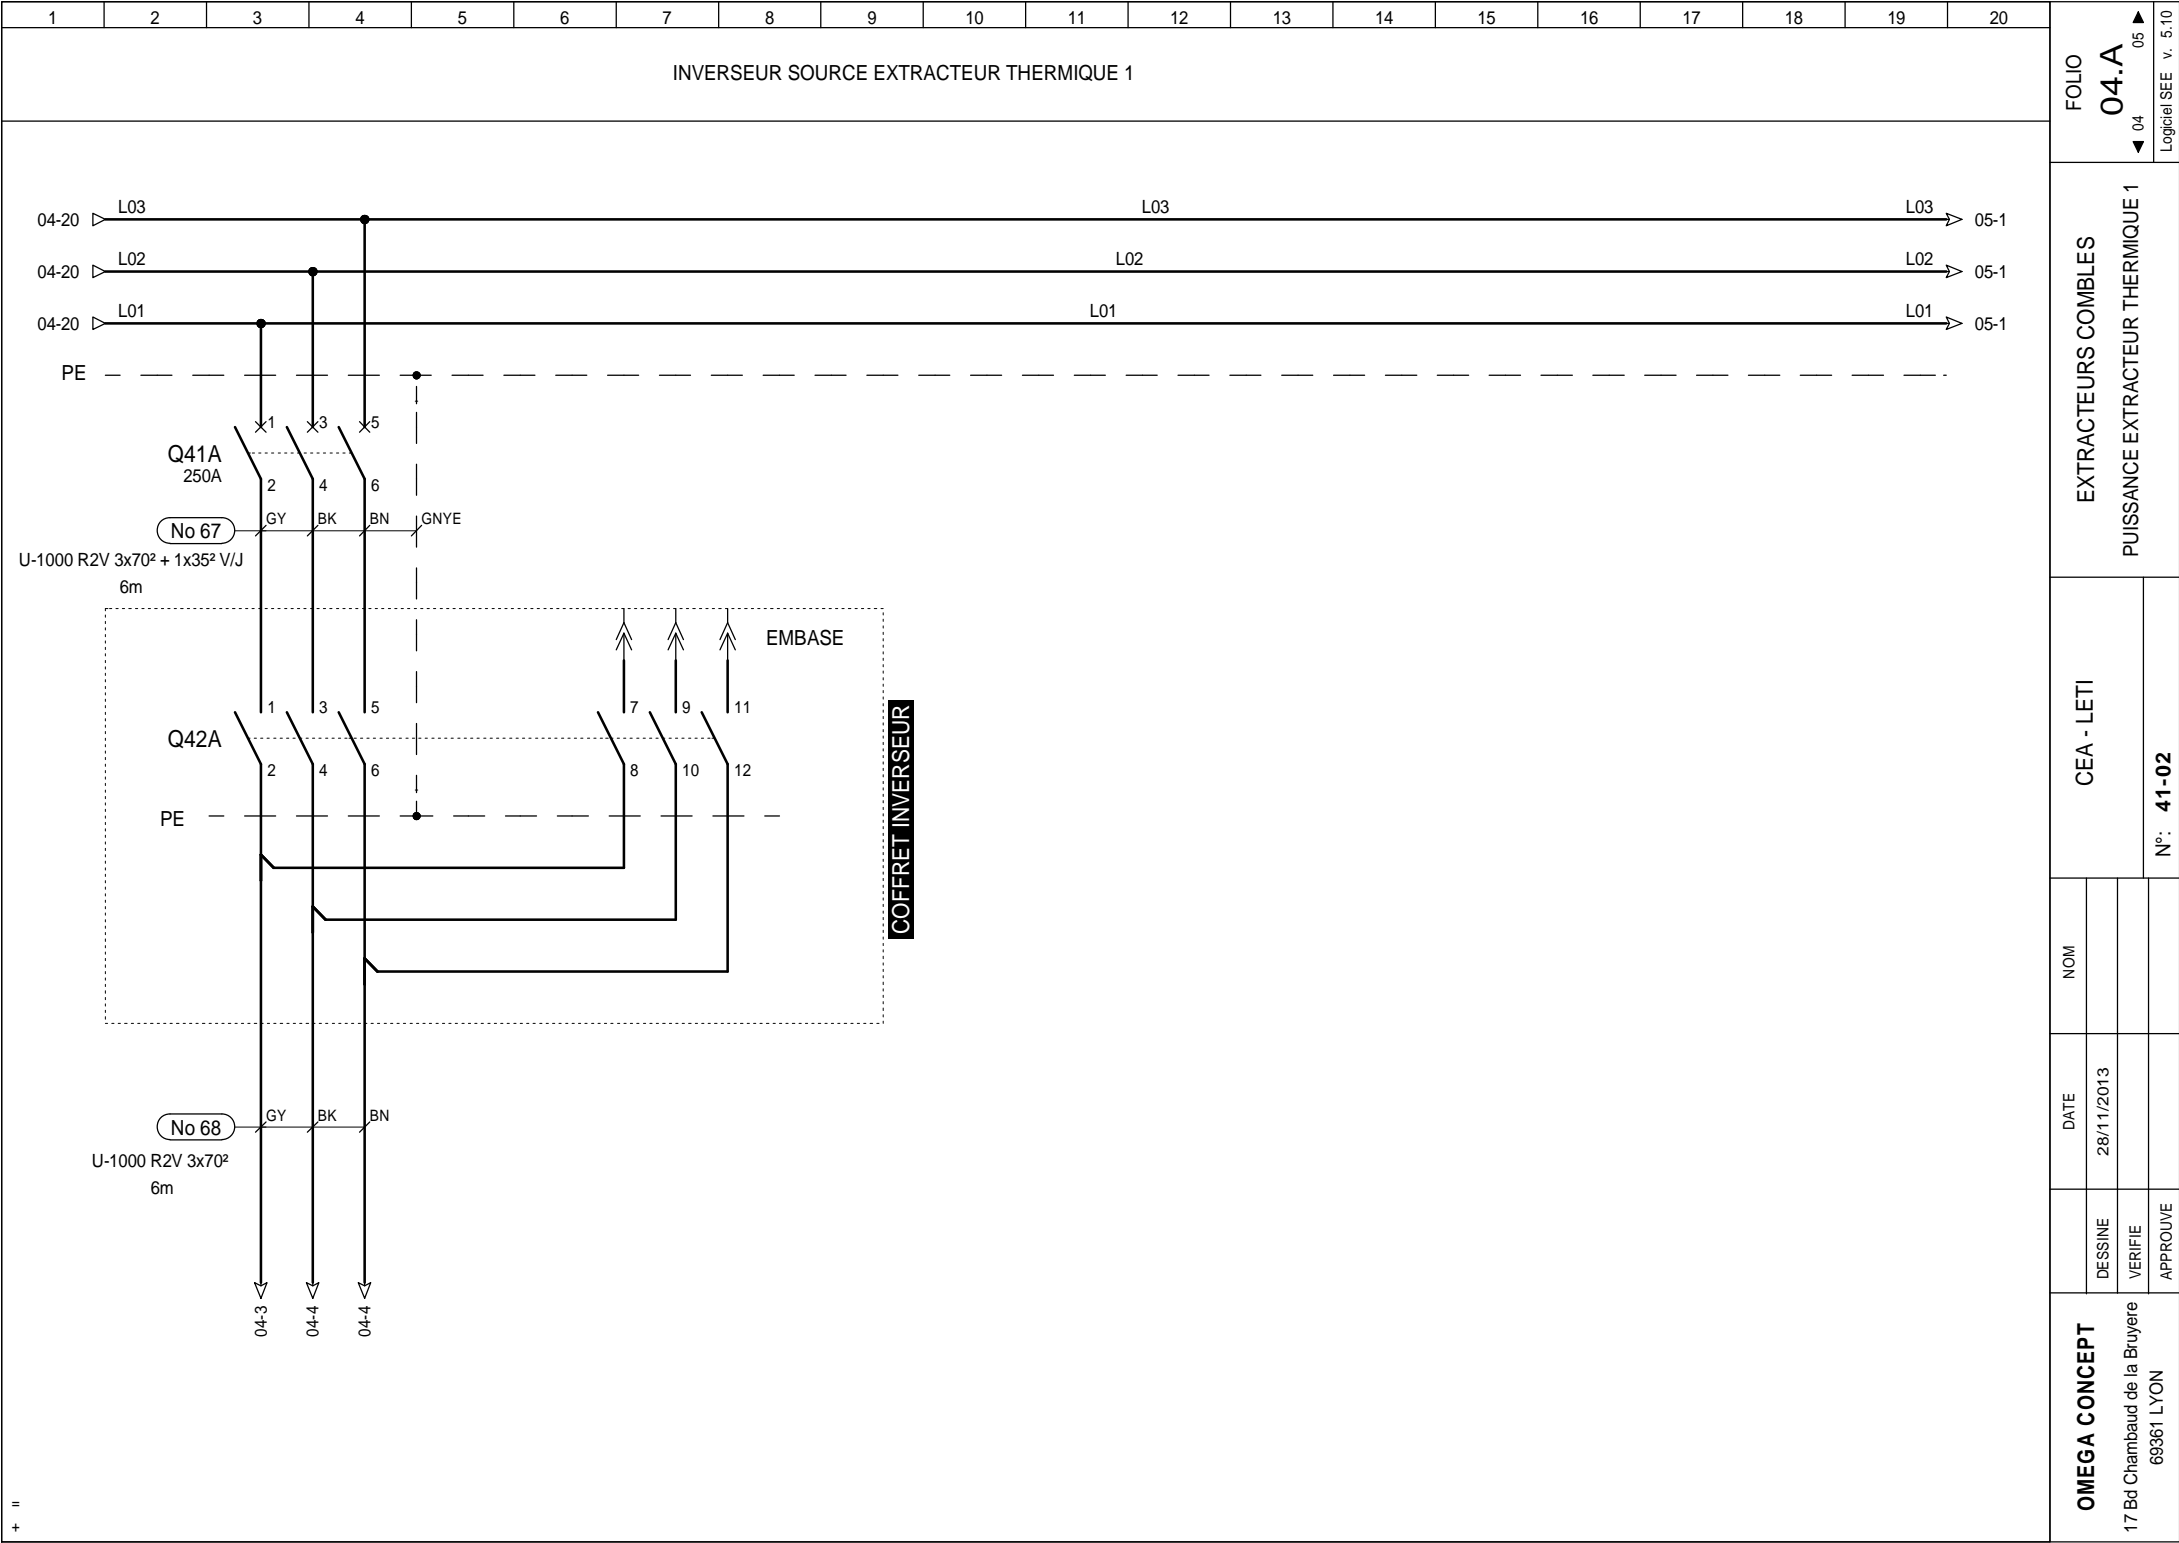 1 2 3 4 5 6 7 8 9 10 11 12 13 14 15 16 17 18 19 20
INVERSEUR SOURCE EXTRACTEUR THERMIQUE 1
04-20 L03 L03 L03 05-1
04-20 L02 L02 L02 05-1
04-20 L01 L01 L01 05-1
PE
1 3 5
Q41A
250A
2 4 6
No 67 GY BK BN GNYE
U-1000 R2V 3x70² + 1x35² V/J
6m
EMBASE
1 3 5 7 9 11
Q42A
2 4 6 8 10 12
PE
COFFRET INVERSEUR
No 68 GY BK BN
U-1000 R2V 3x70²
6m
04-3 04-4 04-4
=
+
FOLIO
04.A
04 05
Logiciel SEE v. 5.10
EXTRACTEURS COMBLES
PUISSANCE EXTRACTEUR THERMIQUE 1
CEA - LETI
N°: 41-02
DATE NOM
DESSINE 28/11/2013
VERIFIE
APPROUVE
OMEGA CONCEPT
17 Bd Chambaud de la Bruyere
69361 LYON